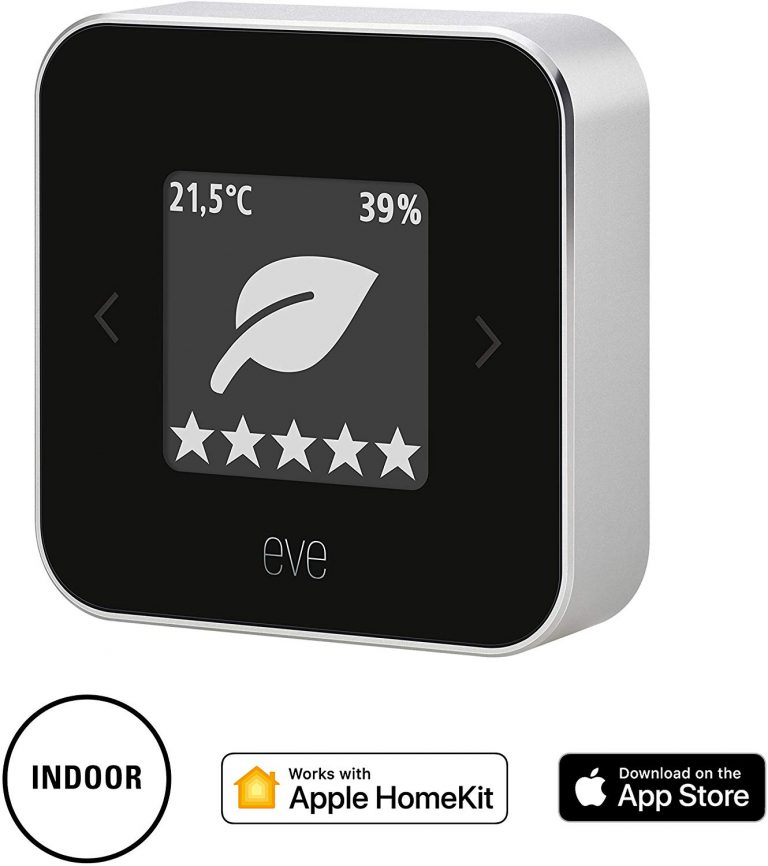 21,5°C 39%
eve
INDOOR
Works with
Apple HomeKit
Download on the
App Store